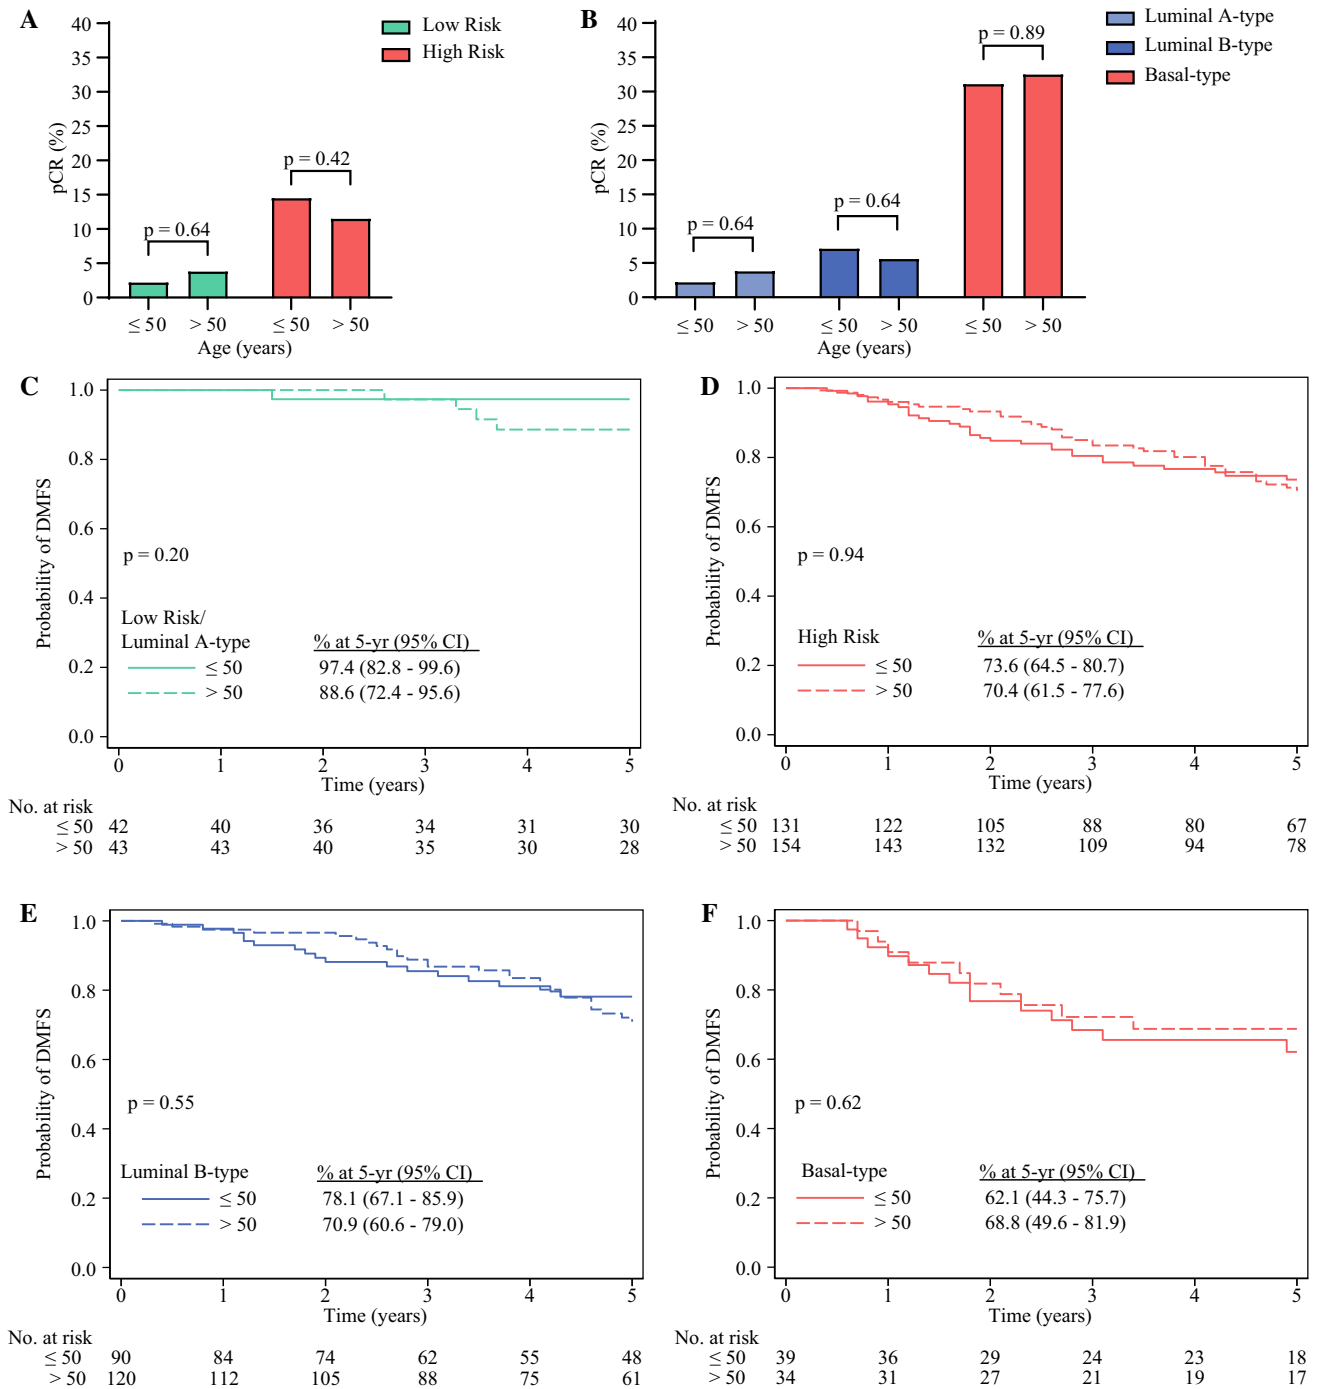 A
40
35
30
25
20
15
10
5
0
pCR (%)
Low Risk
High Risk
p = 0.64
p = 0.42
≤ 50 > 50 ≤ 50 > 50
Age (years)
B
40
35
30
25
20
15
10
5
0
pCR (%)
Luminal A-type
Luminal B-type
Basal-type
p = 0.64
p = 0.64
p = 0.89
≤ 50 > 50 ≤ 50 > 50 ≤ 50 > 50
Age (years)
C
1.0
0.8
0.6
0.4
0.2
0.0
Probability of DMFS
p = 0.20
Low Risk/
Luminal A-type % at 5-yr (95% CI)
≤ 50 97.4 (82.8 - 99.6)
> 50 88.6 (72.4 - 95.6)
0 1 2 3 4 5
Time (years)
No. at risk
≤ 50 42 40 36 34 31 30
> 50 43 43 40 35 30 28
D
1.0
0.8
0.6
0.4
0.2
0.0
Probability of DMFS
p = 0.94
High Risk % at 5-yr (95% CI)
≤ 50 73.6 (64.5 - 80.7)
> 50 70.4 (61.5 - 77.6)
0 1 2 3 4 5
Time (years)
No. at risk
≤ 50 131 122 105 88 80 67
> 50 154 143 132 109 94 78
E
1.0
0.8
0.6
0.4
0.2
0.0
Probability of DMFS
p = 0.55
Luminal B-type % at 5-yr (95% CI)
≤ 50 78.1 (67.1 - 85.9)
> 50 70.9 (60.6 - 79.0)
0 1 2 3 4 5
Time (years)
No. at risk
≤ 50 90 84 74 62 55 48
> 50 120 112 105 88 75 61
F
1.0
0.8
0.6
0.4
0.2
0.0
Probability of DMFS
p = 0.62
Basal-type % at 5-yr (95% CI)
≤ 50 62.1 (44.3 - 75.7)
> 50 68.8 (49.6 - 81.9)
0 1 2 3 4 5
Time (years)
No. at risk
≤ 50 39 36 29 24 23 18
> 50 34 31 27 21 19 17